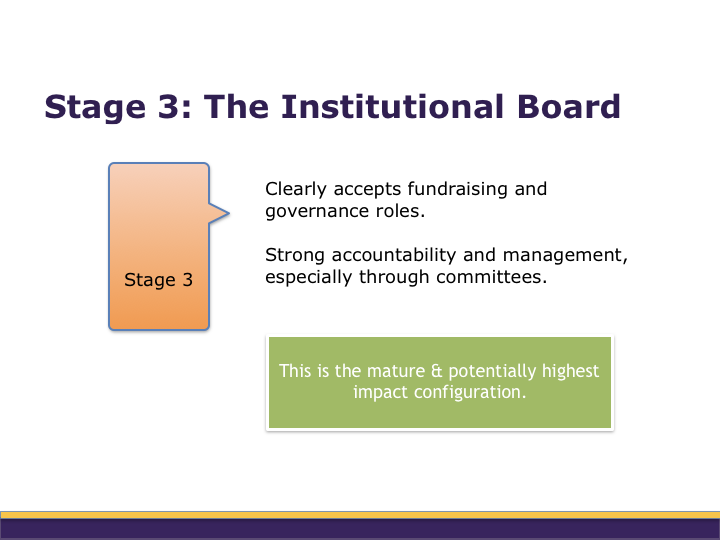 Stage 3: The Institutional Board
Stage 3
Clearly accepts fundraising and
governance roles.
Strong accountability and management,
especially through committees.
This is the mature & potentially highest
impact configuration.